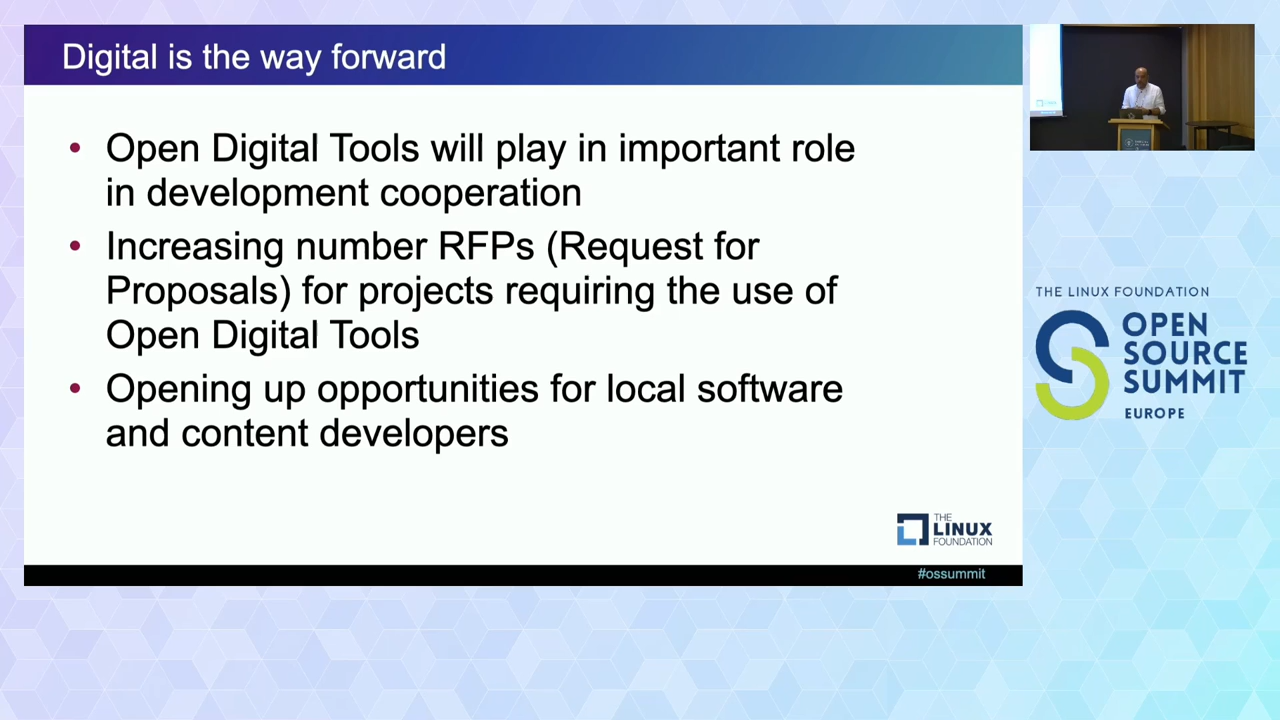 Digital is the way forward
• Open Digital Tools will play in important role
in development cooperation
• Increasing number RFPs (Request for
Proposals) for projects requiring the use of
Open Digital Tools
• Opening up opportunities for local software
and content developers
THE
LINUX
FOUNDATION
#ossummit
THE LINUX FOUNDATION
OPEN
SOURCE
SUMMIT
EUROPE